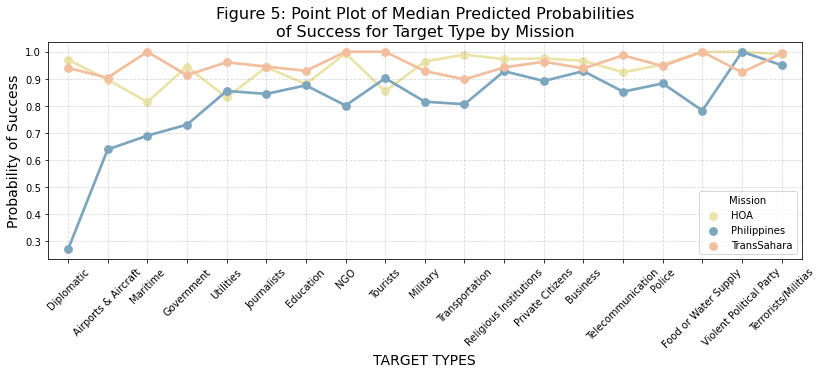 Figure 5: Point Plot of Median Predicted Probabilities
of Success for Target Type by Mission
Probability of Success
1.0
0.9
0.8
0.7
0.6
0.5
0.4
0.3
Mission
HOA
Philippines
TransSahara
Diplomatic
Airports & Aircraft
Maritime
Government
Utilities
Journalists
Education
NGO
Tourists
Military
Transportation
Religious Institutions
Private Citizens
Business
Telecommunication
Police
Food or Water Supply
Violent Political Party
Terrorists/Militias
TARGET TYPES